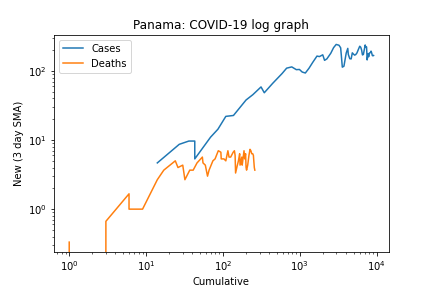 Panama: COVID-19 log graph
Cases
Deaths
New (3 day SMA)
10²
10¹
10⁰
10⁰ 10¹ 10² 10³ 10⁴
Cumulative